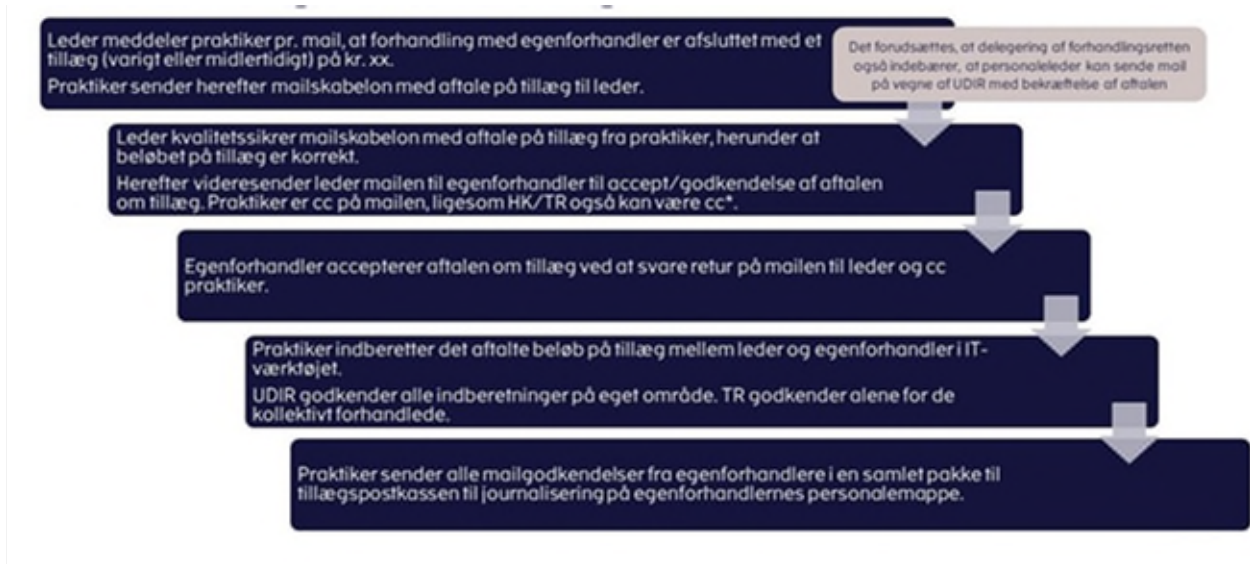 Leder meddeler praktiker pr. mail, at forhandling med egenforhandler er afsluttet med et
tillæg (varigt eller midlertidigt) på kr. xx.
Praktiker sender herefter mailskabelon med aftale på tillæg til leder.
Det forudsættes, at delegering af forhandlingsretten
også indebærer, at personaleleder kan sende mail
på vegne af UDIR med bekræftelse af aftalen
Leder kvalitetssikrer mailskabelon med aftale på tillæg fra praktiker, herunder at
beløbet på tillæg er korrekt.
Herefter videresender leder mailen til egenforhandler til accept/godkendelse af aftalen
om tillæg. Praktiker er cc på mailen, ligesom HK/TR også kan være cc*.
Egenforhandler accepterer aftalen om tillæg ved at svare retur på mailen til leder og cc
praktiker.
Praktiker indberetter det aftalte beløb på tillæg mellem leder og egenforhandler i IT-
værktøjet.
UDIR godkender alle indberetninger på eget område. TR godkender alene for de
kollektivt forhandlede.
Praktiker sender alle mailgodkendelser fra egenforhandlere i en samlet pakke til
tillægspostkassen til journalisering på egenforhandlernes personalemappe.